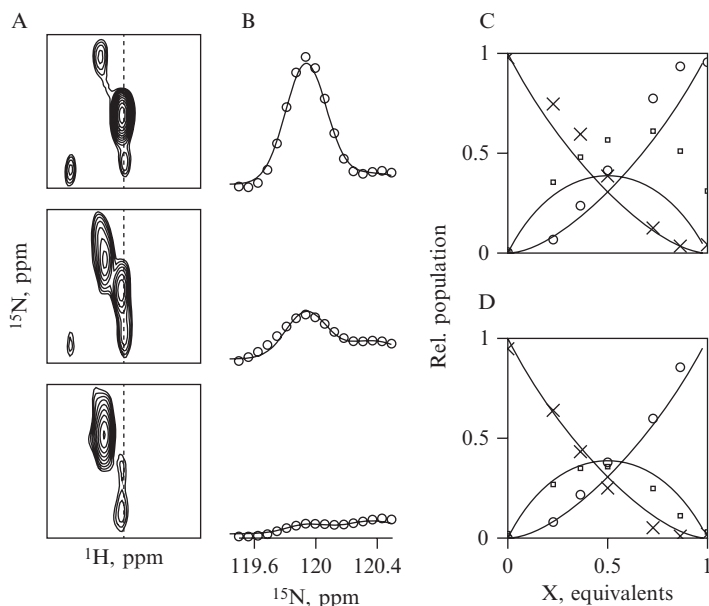 A
B
C
D
¹⁵N, ppm
¹H, ppm
119.6 120 120.4
¹⁵N, ppm
Rel. population
1
0.5
0
1
0.5
0
0 0.5 1
X, equivalents